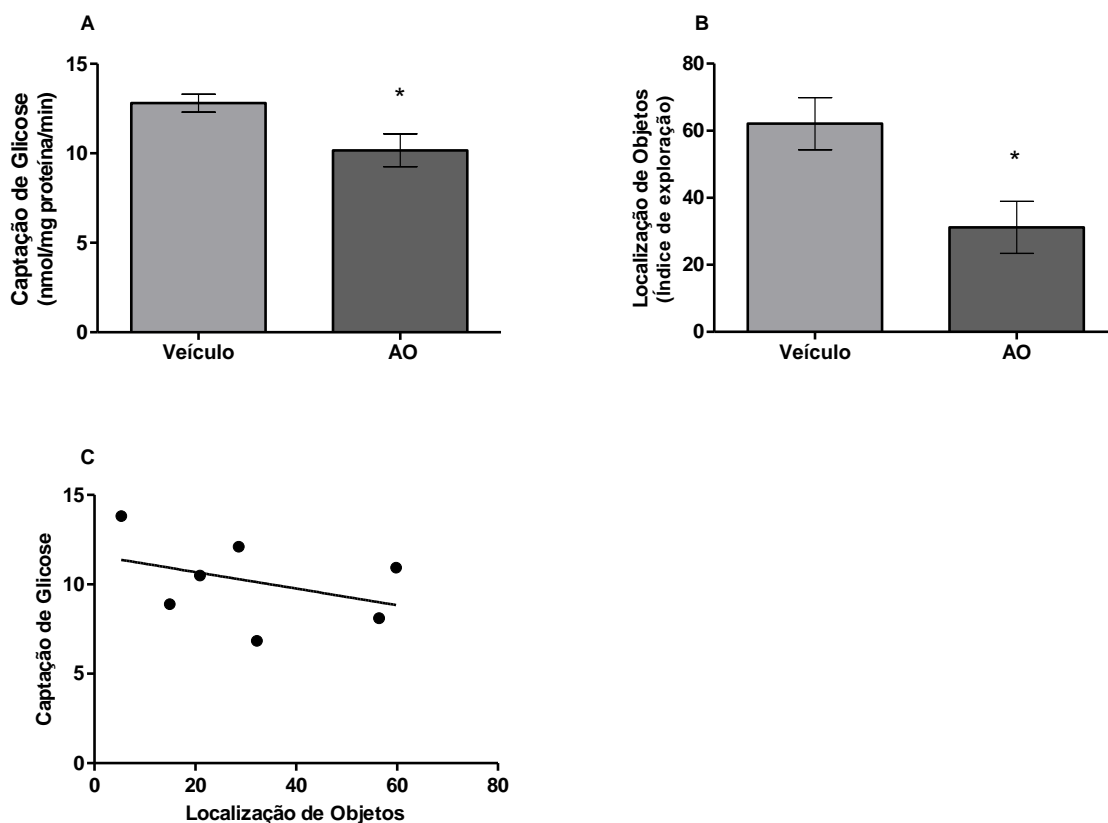 A
Captação de Glicose
(nmol/mg proteína/min)
15
10
5
0
*
Veículo
AO
B
Localização de Objetos
(Índice de exploração)
80
60
40
20
0
*
Veículo
AO
C
Captação de Glicose
15
10
5
0
0
20
40
60
80
Localização de Objetos